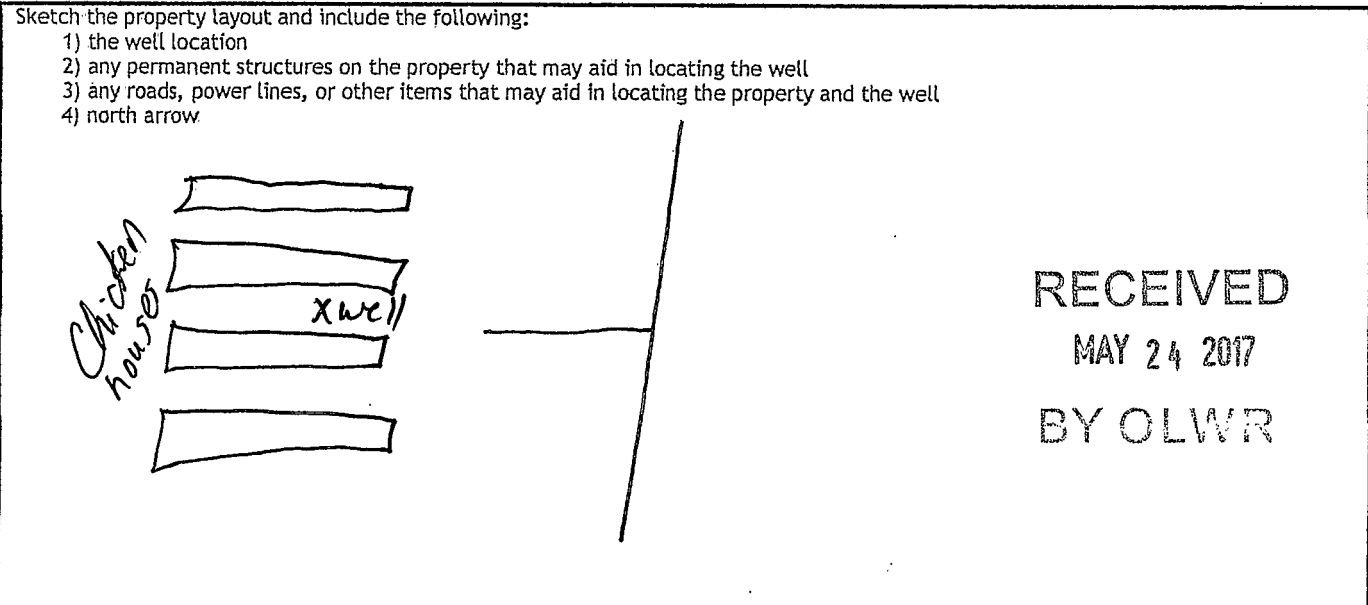 Sketch the property layout and include the following:
1) the well location
2) any permanent structures on the property that may aid in locating the well
3) any roads, power lines, or other items that may aid in locating the property and the well
4) north arrow
Chicken
houses
x well
RECEIVED
MAY 24 2017
BY OLWR